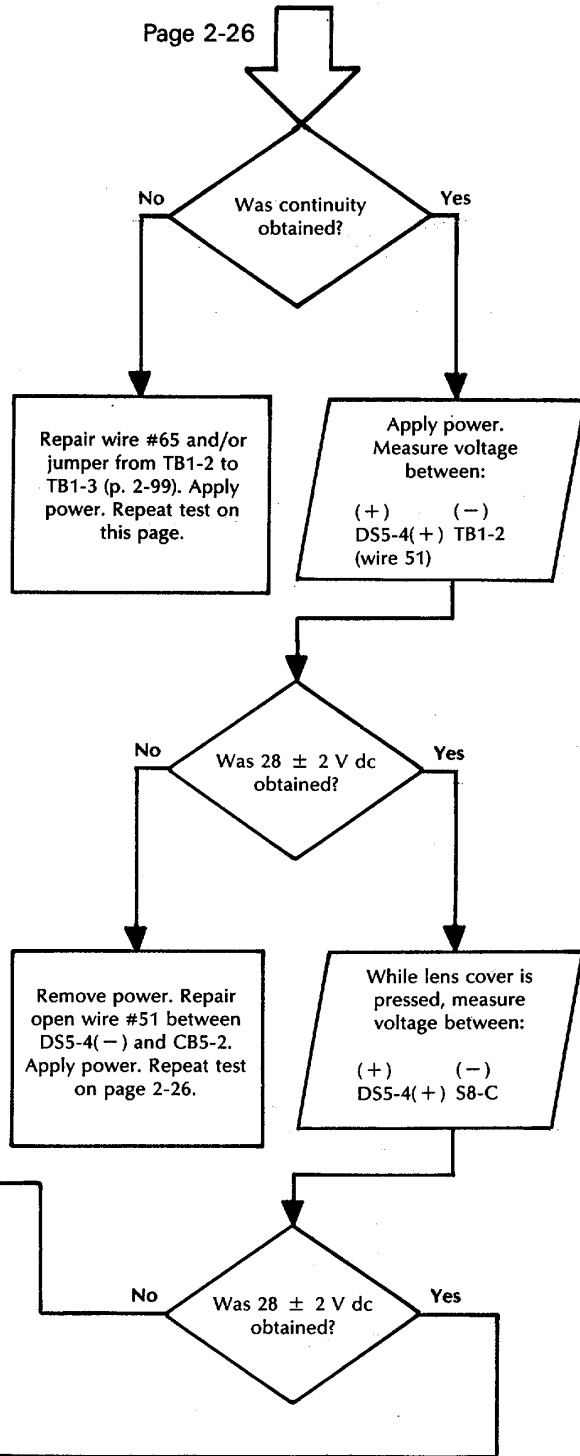 Page 2-26
No
Was continuity
obtained?
Yes
Repair wire #65 and/or
jumper from TB1-2 to
TB1-3 (p. 2-99). Apply
power. Repeat test on
this page.
Apply power.
Measure voltage
between:
(+) (−)
DS5-4(+) TB1-2
(wire 51)
No
Was 28 ± 2 V dc
obtained?
Yes
Remove power. Repair
open wire #51 between
DS5-4(−) and CB5-2.
Apply power. Repeat test
on page 2-26.
While lens cover is
pressed, measure
voltage between:
(+) (−)
DS5-4(+) S8-C
No
Was 28 ± 2 V dc
obtained?
Yes